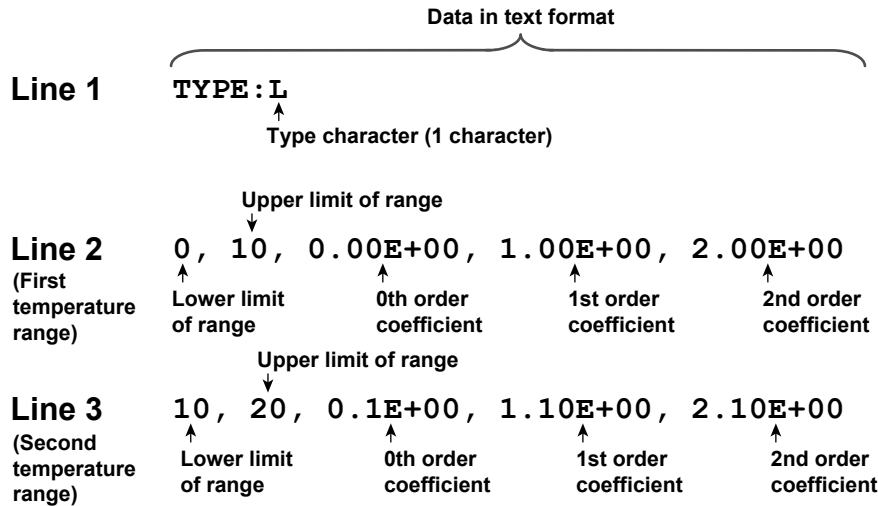 Data in text format
Line 1 TYPE:L
Type character (1 character)
Upper limit of range
Line 2 0, 10, 0.00E+00, 1.00E+00, 2.00E+00
(First temperature range)
Lower limit of range
0th order coefficient
1st order coefficient
2nd order coefficient
Upper limit of range
Line 3 10, 20, 0.1E+00, 1.10E+00, 2.10E+00
(Second temperature range)
Lower limit of range
0th order coefficient
1st order coefficient
2nd order coefficient